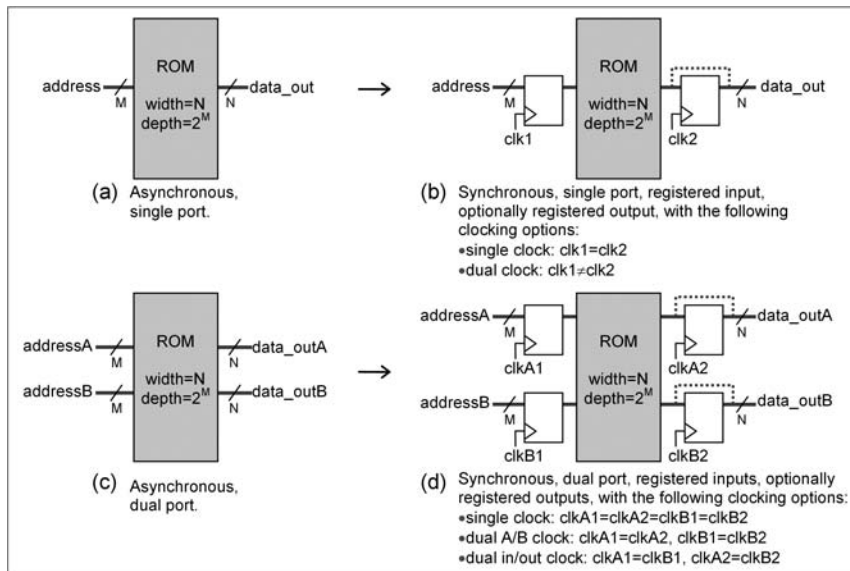 ROM
address
data_out
M
N
width=N
depth=2^M
(a) Asynchronous,
single port.
ROM
address
data_out
M
N
width=N
depth=2^M
clk1
clk2
(b) Synchronous, single port, registered input,
optionally registered output, with the following
clocking options:
•single clock: clk1=clk2
•dual clock: clk1≠clk2
addressA
data_outA
M
N
ROM
addressB
data_outB
M
N
width=N
depth=2^M
(c) Asynchronous,
dual port.
addressA
data_outA
M
N
clkA1
clkA2
ROM
width=N
depth=2^M
addressB
data_outB
M
N
clkB1
clkB2
(d) Synchronous, dual port, registered inputs, optionally
registered outputs, with the following clocking options:
•single clock: clkA1=clkA2=clkB1=clkB2
•dual A/B clock: clkA1=clkA2, clkB1=clkB2
•dual in/out clock: clkA1=clkB1, clkA2=clkB2